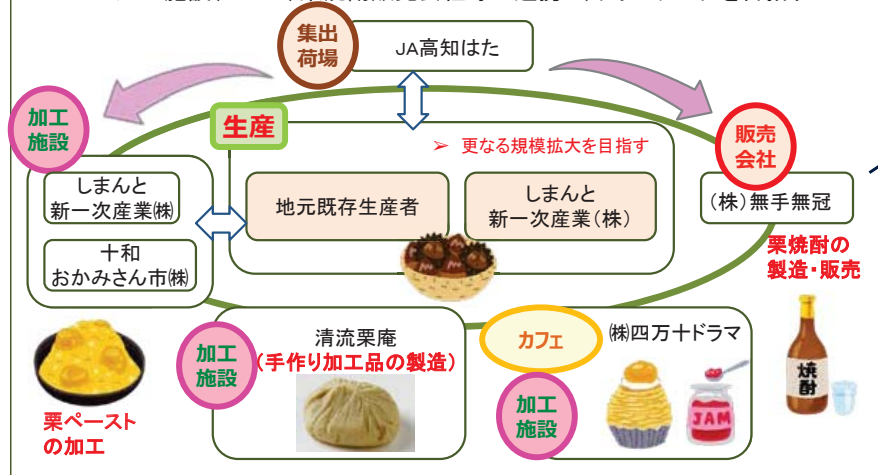 集出
荷場
JA高知はた
加工
施設
生産
➢ 更なる規模拡大を目指す
販売
会社
しまんと
新一次産業㈱
地元既存生産者
しまんと
新一次産業(株)
(株)無手無冠
十和
おかみさん市㈱
栗焼酎の
製造・販売
加工
施設
清流栗庵
(手作り加工品の製造)
カフェ
㈱四万十ドラマ
焼酎
加工
施設
JAM
栗ペースト
の加工